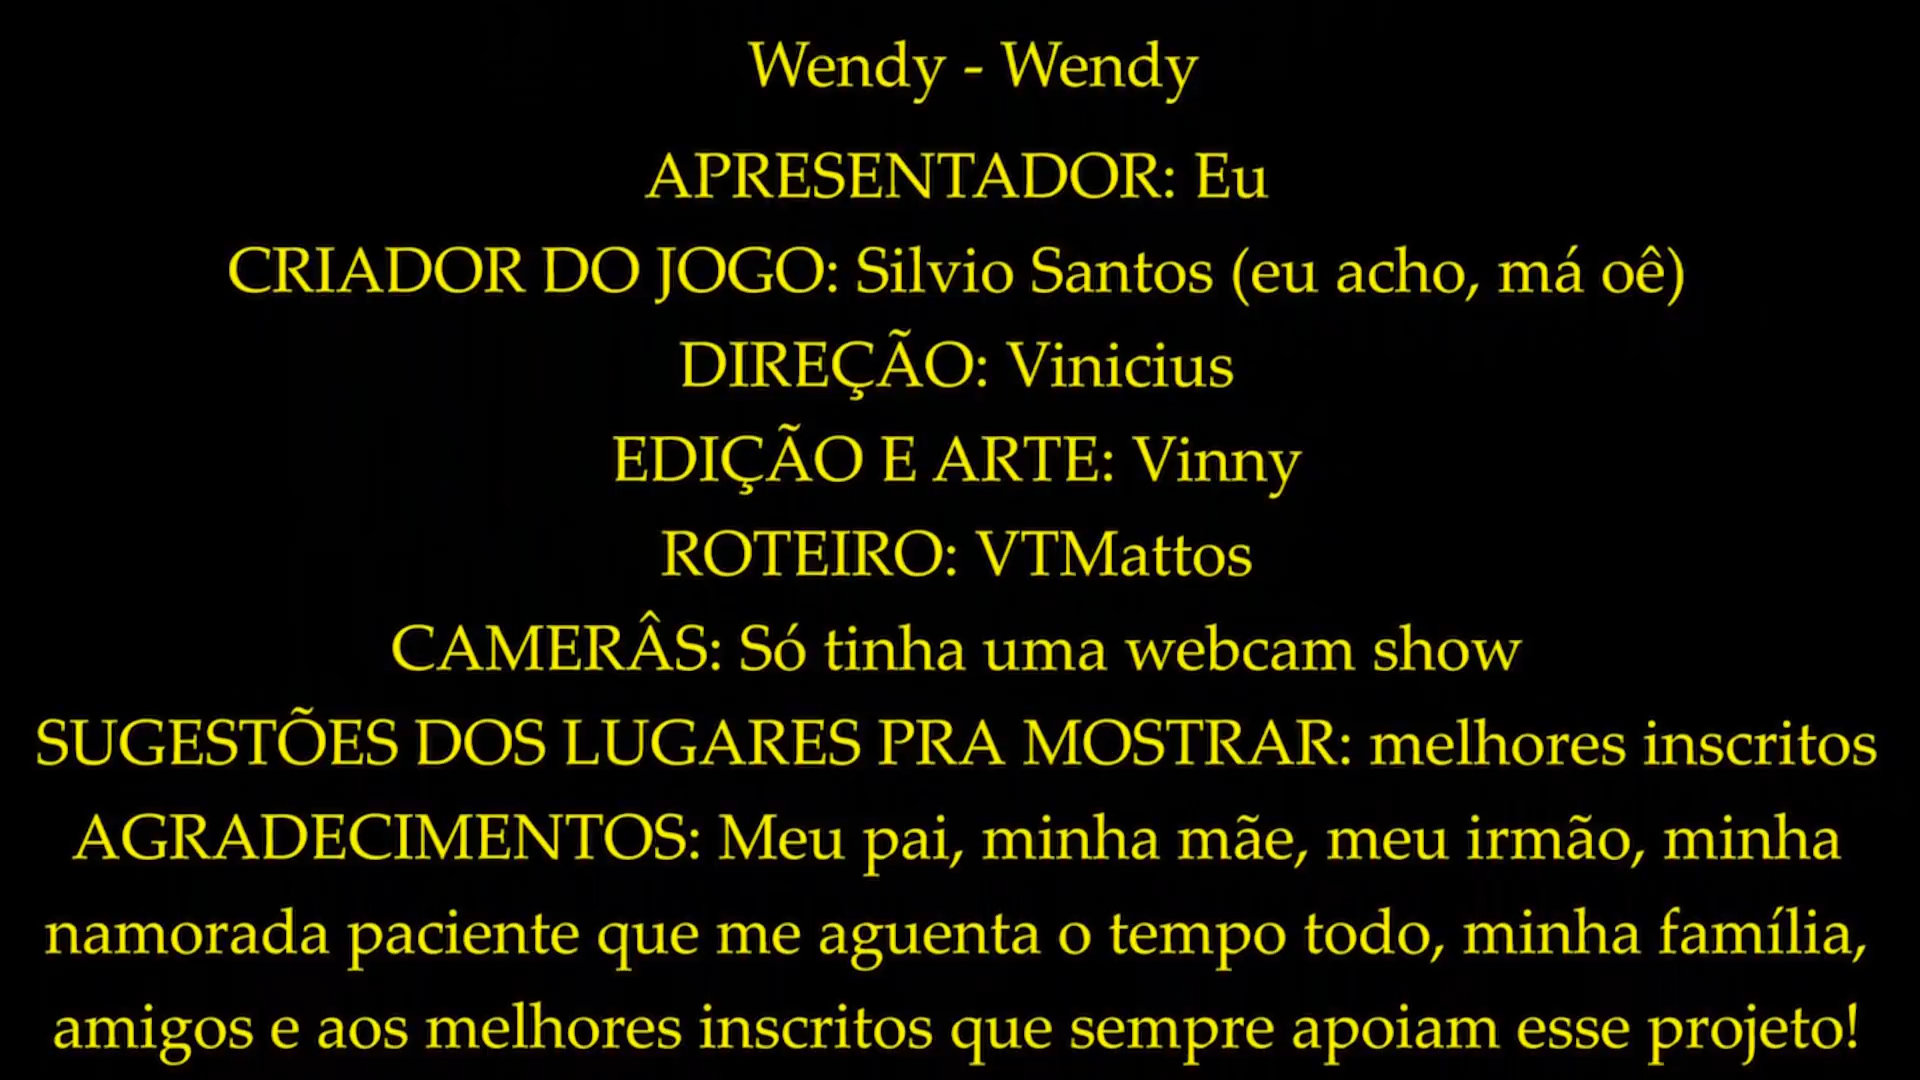 Wendy - Wendy
APRESENTADOR: Eu
CRIADOR DO JOGO: Silvio Santos (eu acho, má oê)
DIREÇÃO: Vinicius
EDIÇÃO E ARTE: Vinny
ROTEIRO: VTMattos
CAMERÂS: Só tinha uma webcam show
SUGESTÕES DOS LUGARES PRA MOSTRAR: melhores inscritos
AGRADECIMENTOS: Meu pai, minha mãe, meu irmão, minha
namorada paciente que me aguenta o tempo todo, minha família,
amigos e aos melhores inscritos que sempre apoiam esse projeto!